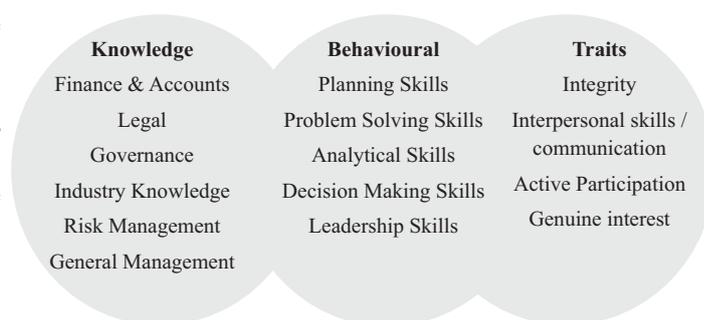 Knowledge
Finance & Accounts
Legal
Governance
Industry Knowledge
Risk Management
General Management
Behavioural
Planning Skills
Problem Solving Skills
Analytical Skills
Decision Making Skills
Leadership Skills
Traits
Integrity
Interpersonal skills /
communication
Active Participation
Genuine interest